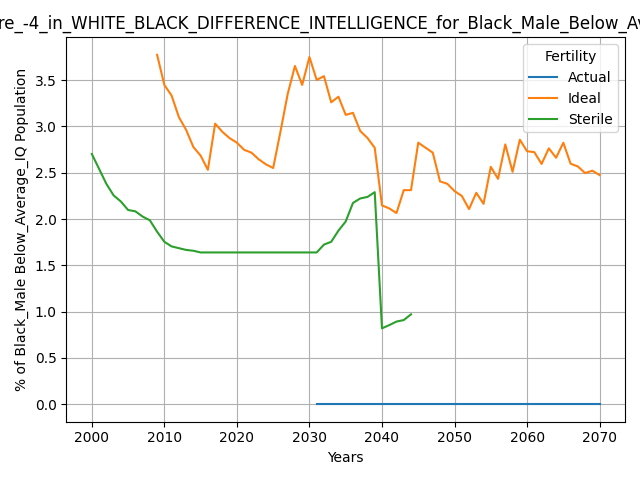 re_-4_in_WHITE_BLACK_DIFFERENCE_INTELLIGENCE_for_Black_Male_Below_Av
% of Black_Male Below_Average_IQ Population
3.5
3.0
2.5
2.0
1.5
1.0
0.5
0.0
Fertility
Actual
Ideal
Sterile
2000 2010 2020 2030 2040 2050 2060 2070
Years